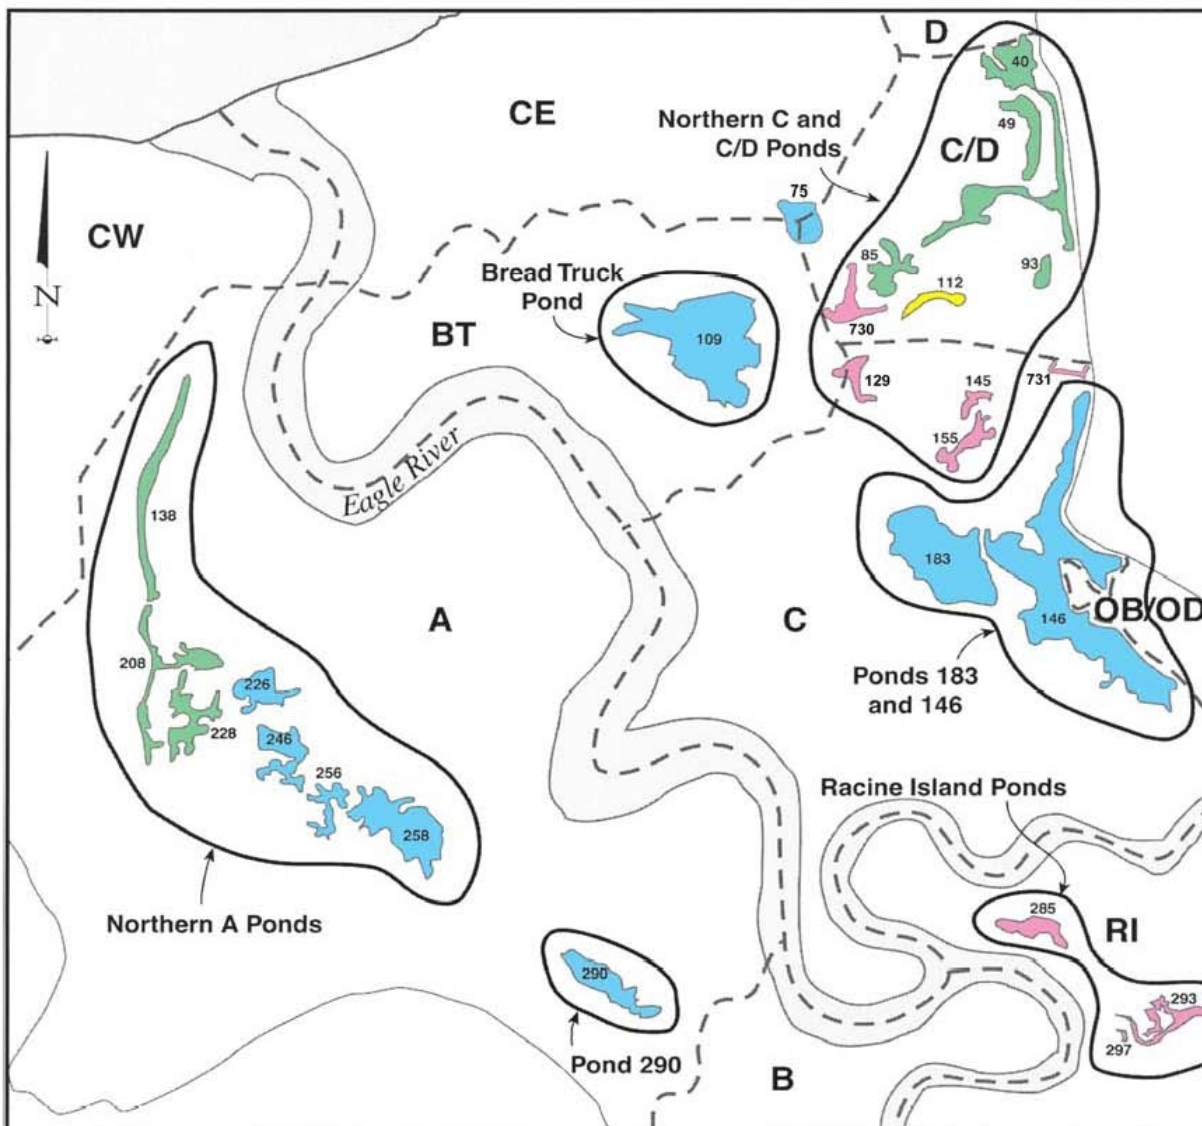 D
40
CE
Northern C and
C/D Ponds
49
C/D
75
CW
85
93
Bread Truck
Pond
112
N
730
BT
109
129
145
731
155
Eagle River
138
183
A
C
146
OB/OD
208
226
Ponds 183
and 146
228
246
256
Racine Island Ponds
258
285
Northern A Ponds
RI
290
293
297
Pond 290
B